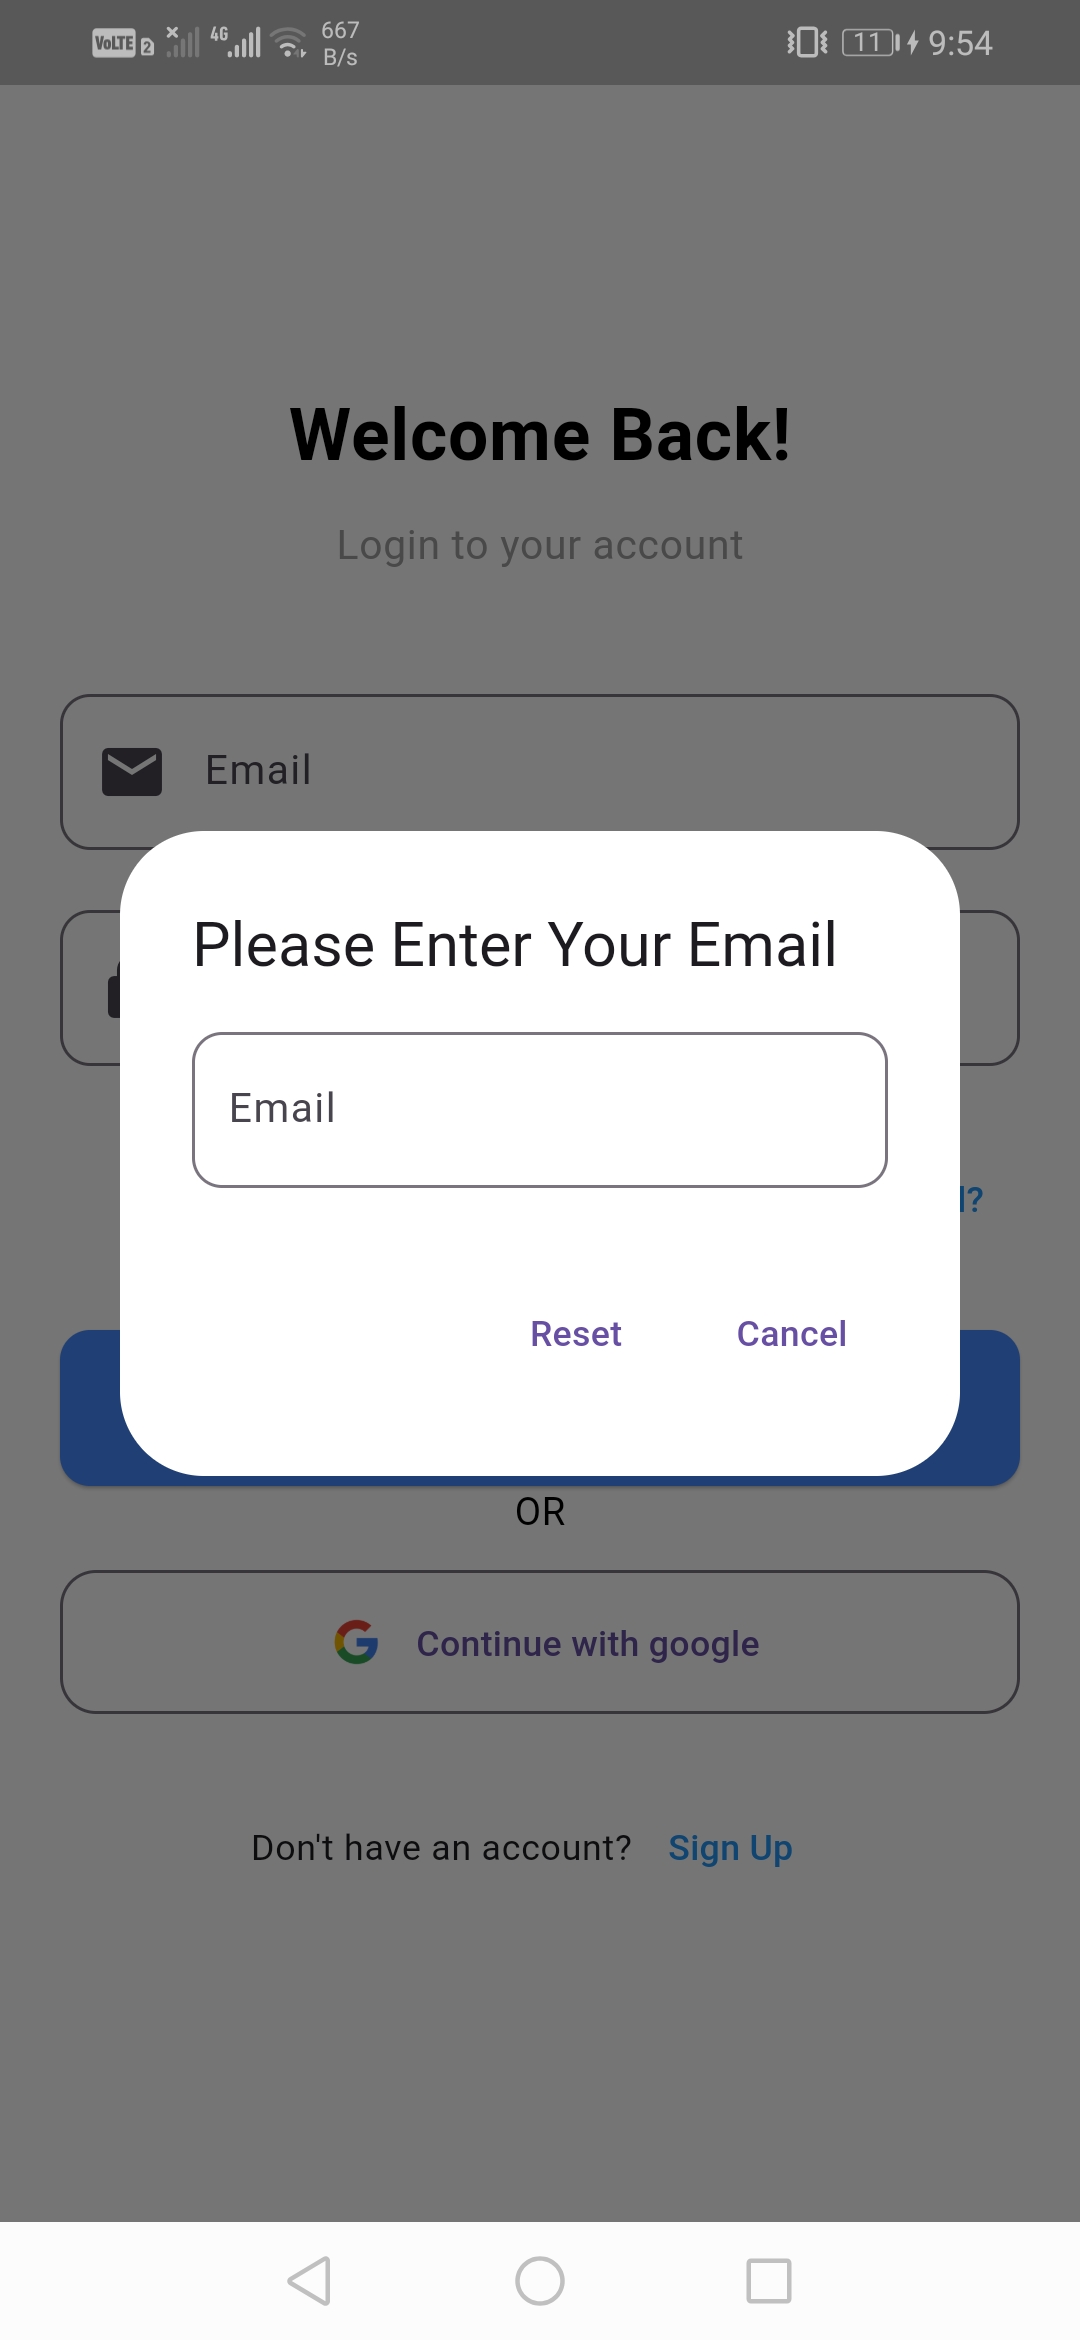 VoLTE 2 4G 667 B/s 11 9:54
Welcome Back!
Login to your account
Email
Please Enter Your Email
Email
d?
Reset Cancel
OR
Continue with google
Don't have an account? Sign Up